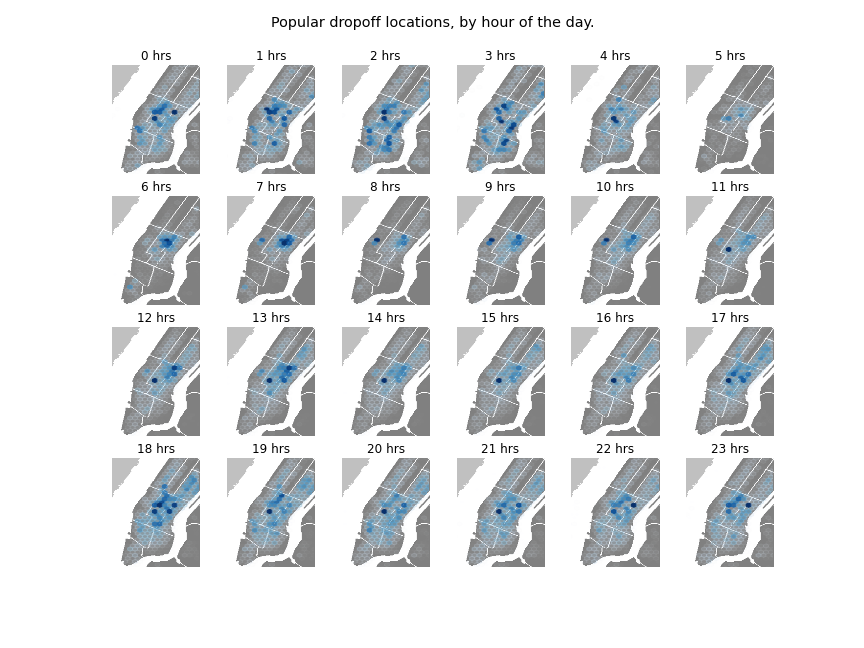 Popular dropoff locations, by hour of the day.
0 hrs 1 hrs 2 hrs 3 hrs 4 hrs 5 hrs
6 hrs 7 hrs 8 hrs 9 hrs 10 hrs 11 hrs
12 hrs 13 hrs 14 hrs 15 hrs 16 hrs 17 hrs
18 hrs 19 hrs 20 hrs 21 hrs 22 hrs 23 hrs